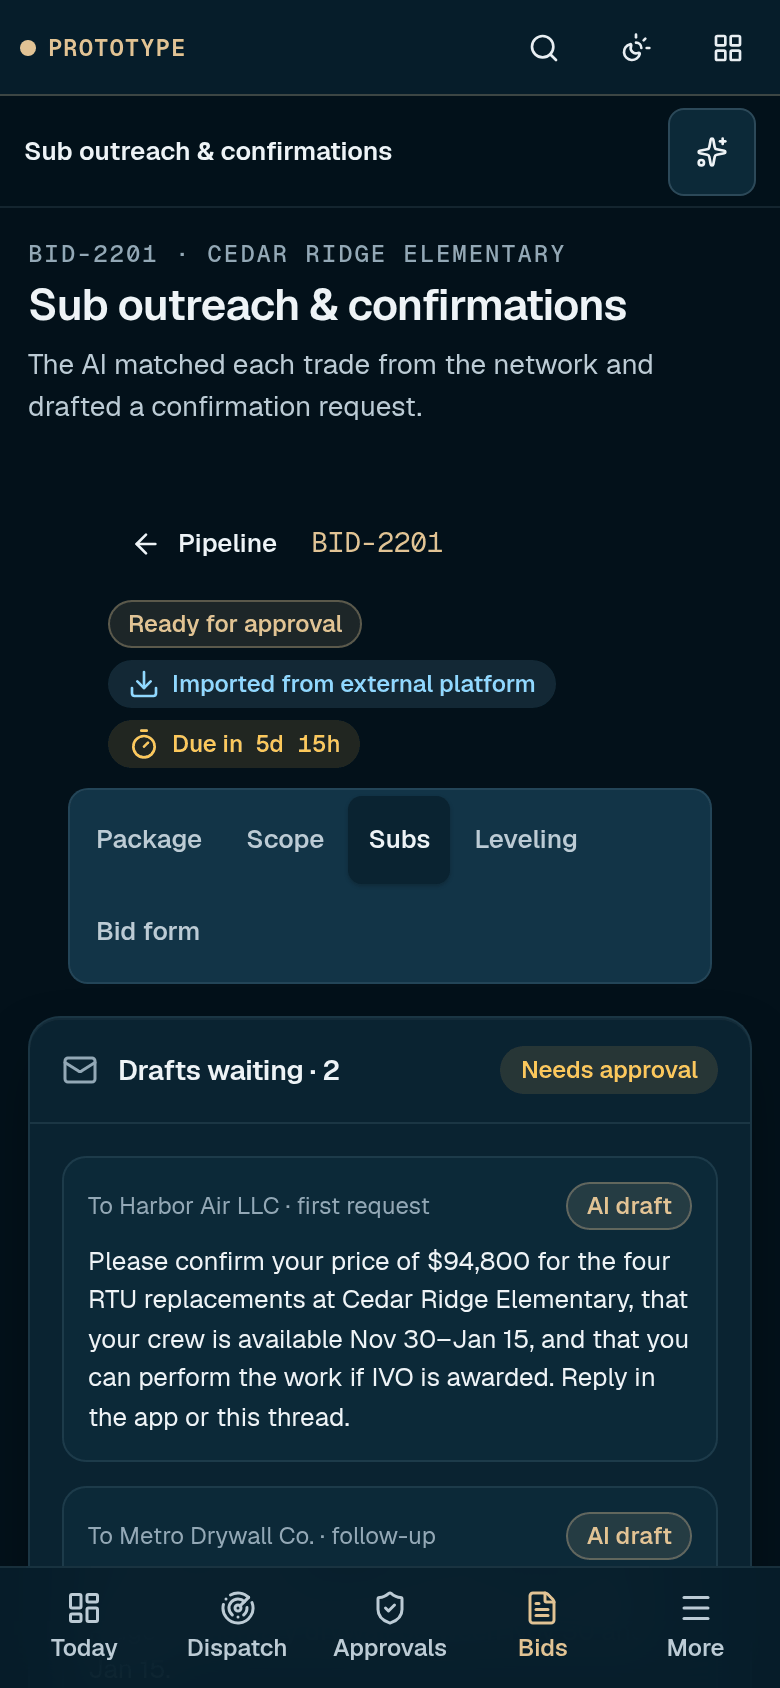 PROTOTYPE
Sub outreach & confirmations
BID-2201 · CEDAR RIDGE ELEMENTARY
Sub outreach & confirmations
The AI matched each trade from the network and
drafted a confirmation request.
Pipeline BID-2201
Ready for approval
Imported from external platform
Due in 5d 15h
Package Scope Subs Leveling
Bid form
Drafts waiting · 2 Needs approval
To Harbor Air LLC · first request AI draft
Please confirm your price of $94,800 for the four
RTU replacements at Cedar Ridge Elementary, that
your crew is available Nov 30–Jan 15, and that you
can perform the work if IVO is awarded. Reply in
the app or this thread.
To Metro Drywall Co. · follow-up AI draft
Today Dispatch Approvals Bids More
Jan 15.